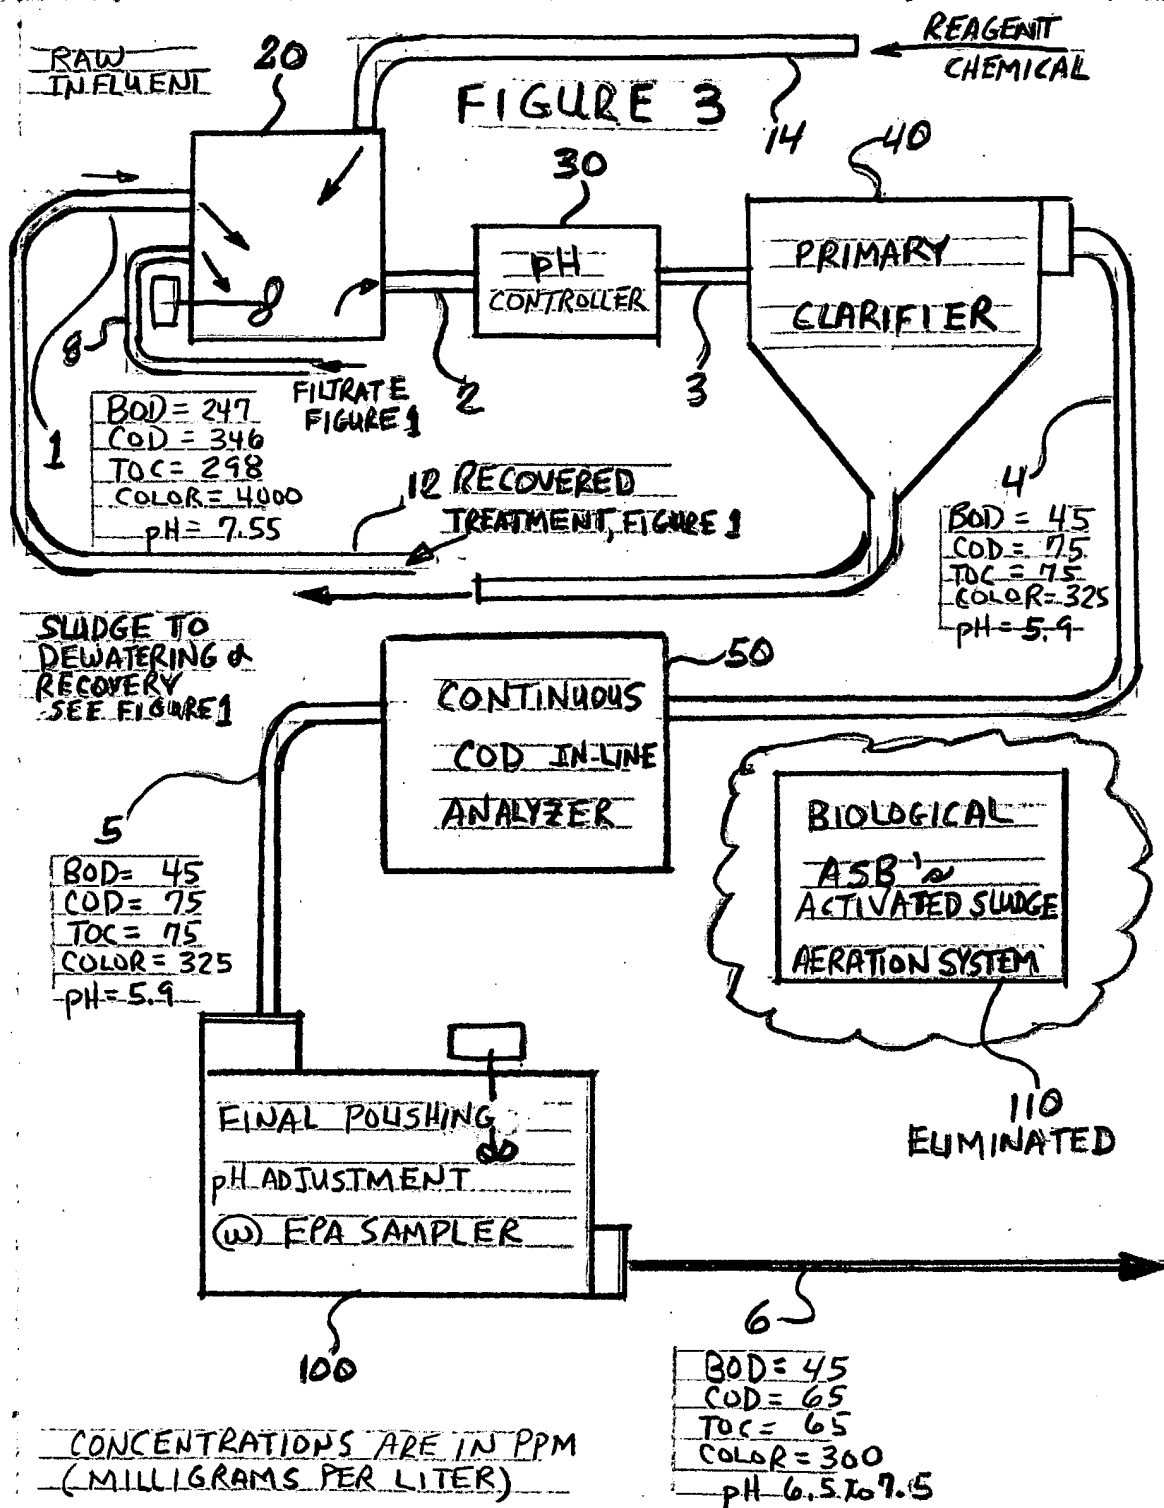 RAW
INFLUENT
20
REAGENT
CHEMICAL
FIGURE 3
14
40
30
pH
CONTROLLER
PRIMARY
CLARIFIER
8
1
2
3
4
FILTRATE
FIGURE 1
BOD = 247
COD = 346
TOC = 298
COLOR = 4000
pH = 7.55
12 RECOVERED
TREATMENT, FIGURE 1
BOD = 45
COD = 75
TOC = 75
COLOR = 325
pH = 5.9
SLUDGE TO
DEWATERING &
RECOVERY
SEE FIGURE 1
50
CONTINUOUS
COD IN-LINE
ANALYZER
5
BOD = 45
COD = 75
TOC = 75
COLOR = 325
pH = 5.9
BIOLOGICAL
ASB's
ACTIVATED SLUDGE
AERATION SYSTEM
110
ELIMINATED
FINAL POLISHING
pH ADJUSTMENT
(W) EPA SAMPLER
100
6
BOD = 45
COD = 65
TOC = 65
COLOR = 300
pH 6.5 To 7.5
CONCENTRATIONS ARE IN PPM
(MILLIGRAMS PER LITER)